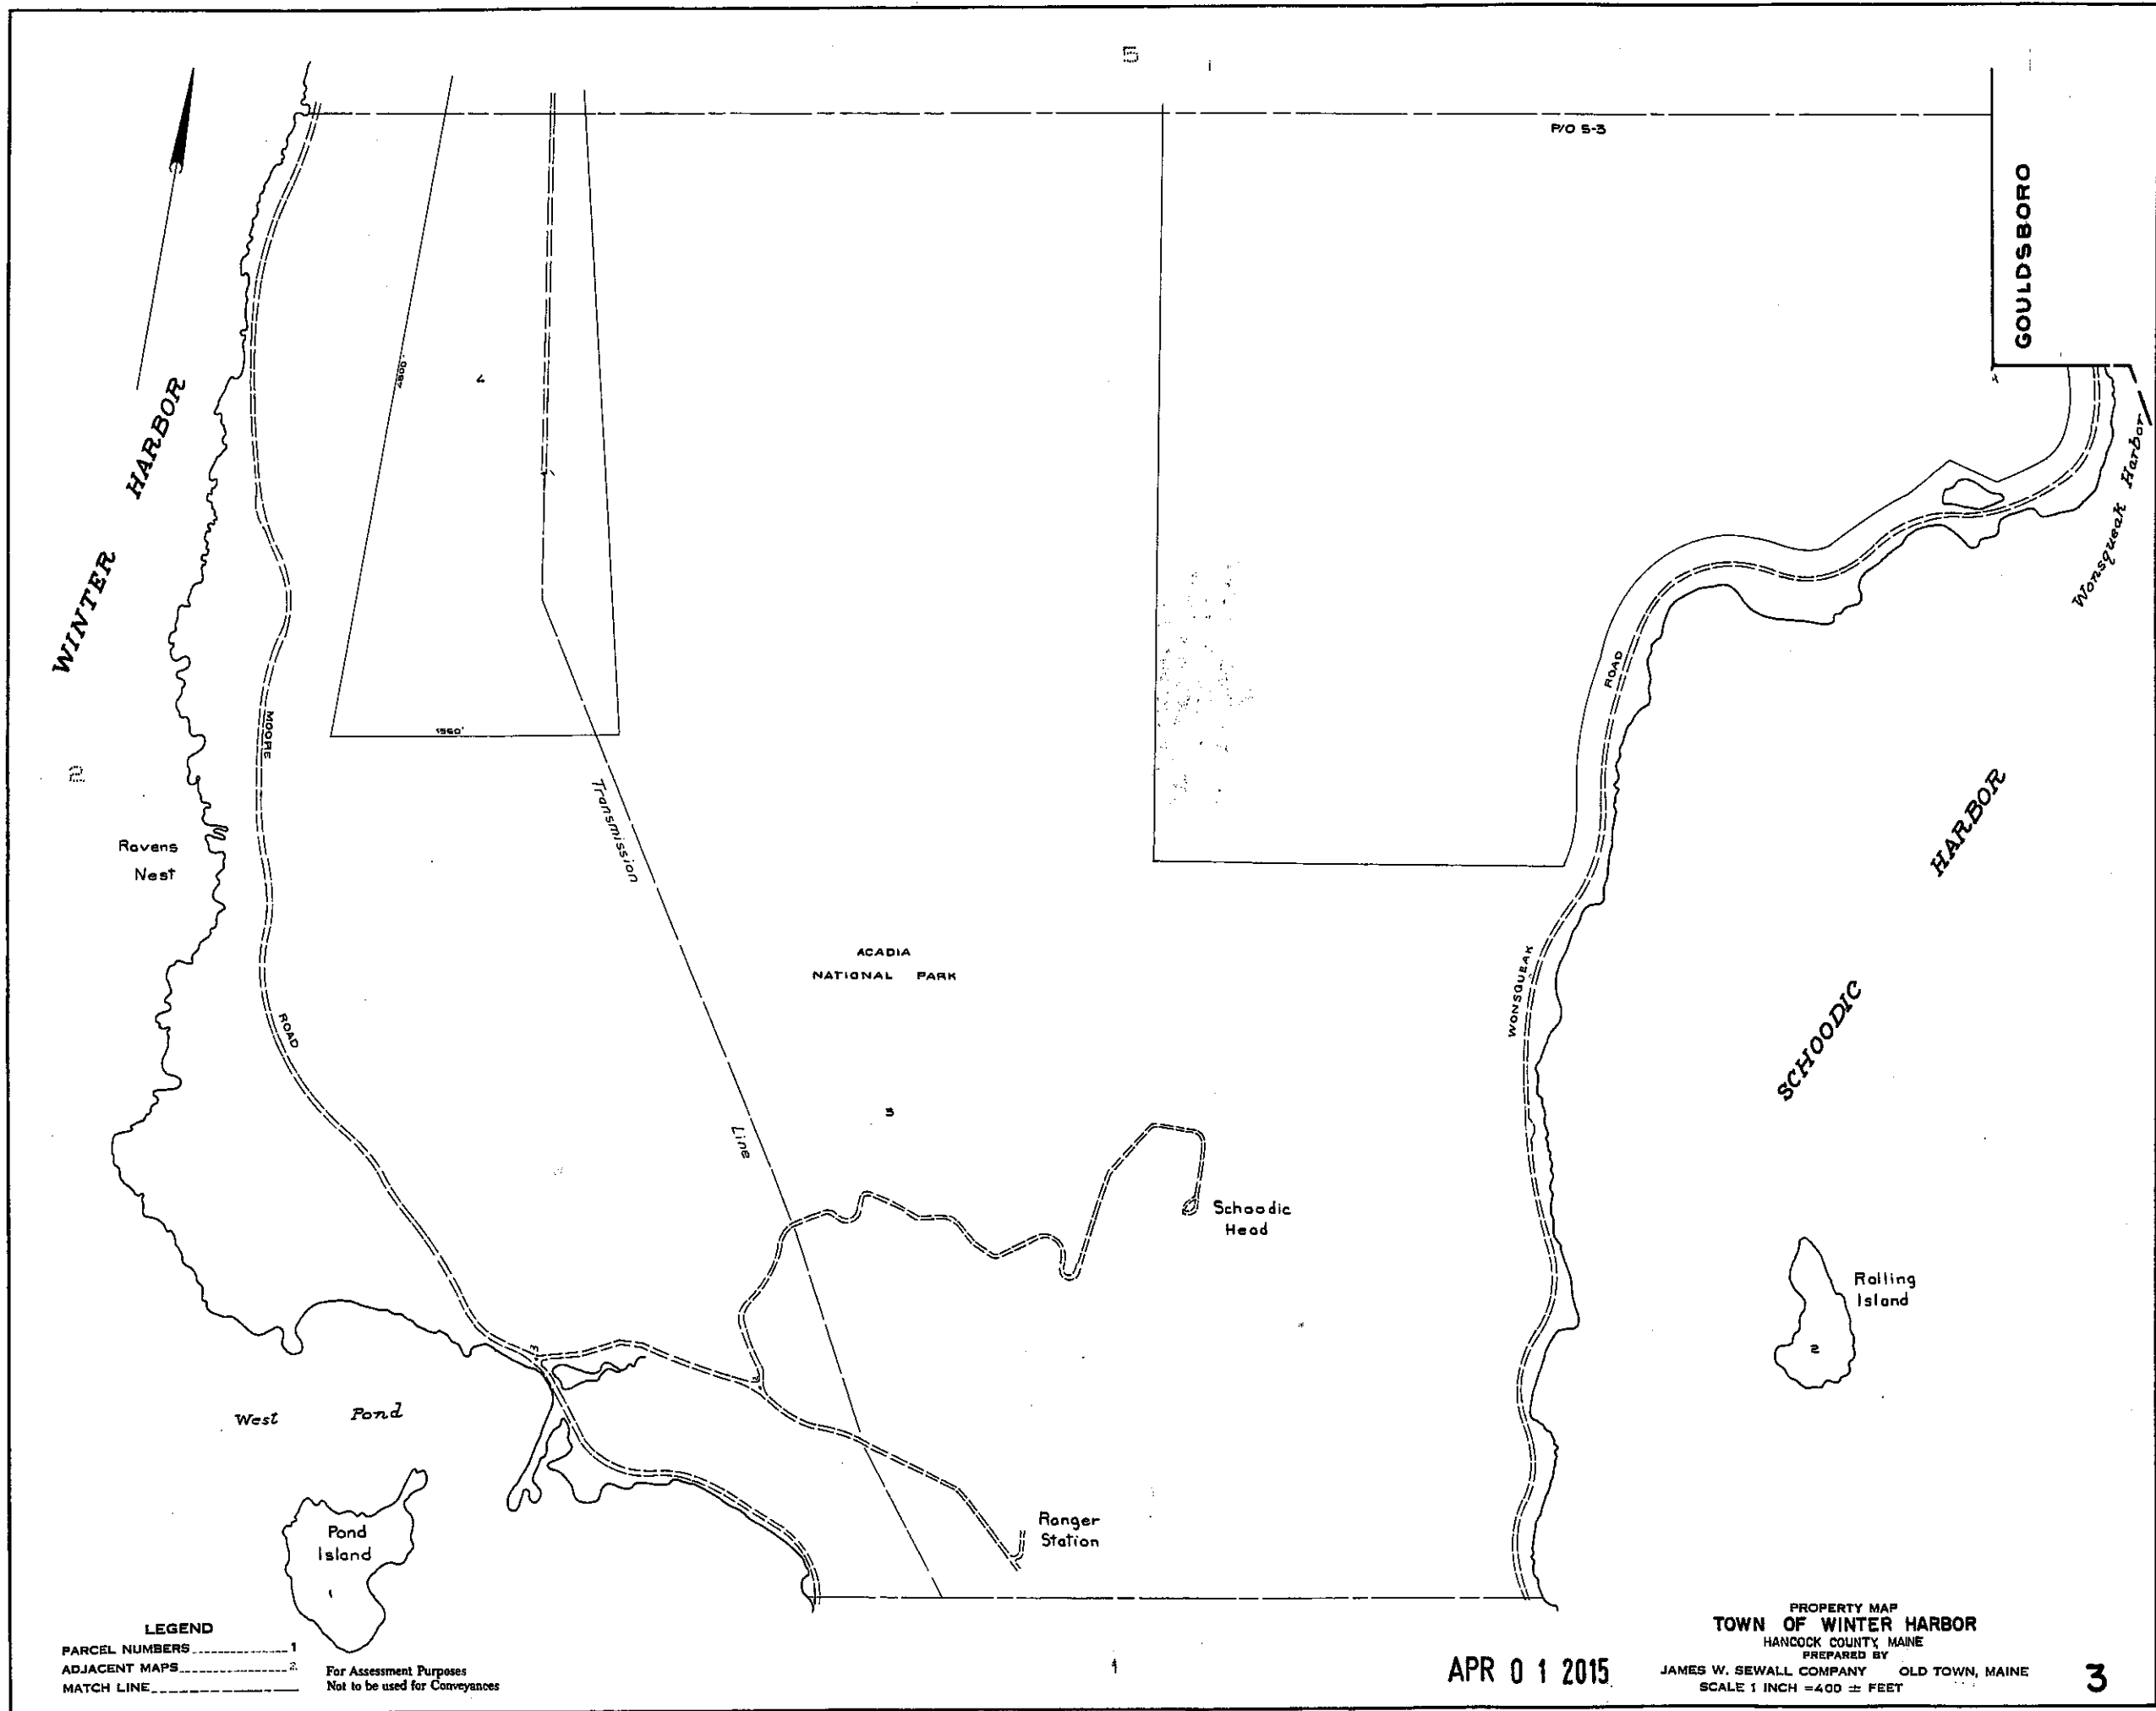 5
P/O 5-3
GOULDSBORO
WINTER HARBOR
4800'
4
Wonsqueak Harbor
ROAD
MOORE
1560'
2
Transmission
Ravens
Nest
HARBOR
ACADIA
NATIONAL PARK
WONSQUEAK
SCHOODIC
ROAD
3
Line
Schoodic
Head
Rolling
Island
2
West Pond
Pond
Island
1
Ranger
Station
LEGEND
PARCEL NUMBERS 1
ADJACENT MAPS 2
MATCH LINE
For Assessment Purposes
Not to be used for Conveyances
1
APR 0 1 2015
PROPERTY MAP
TOWN OF WINTER HARBOR
HANCOCK COUNTY, MAINE
PREPARED BY
JAMES W. SEWALL COMPANY OLD TOWN, MAINE
SCALE 1 INCH = 400 ± FEET
3